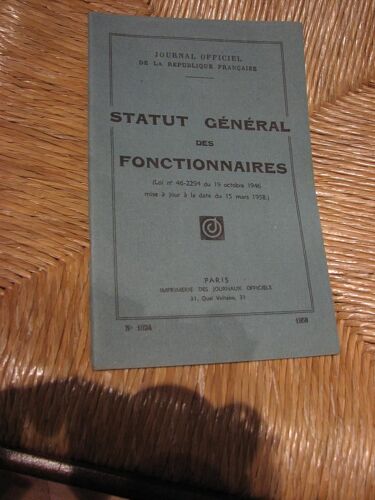 JOURNAL OFFICIEL
DE LA RÉPUBLIQUE FRANÇAISE
STATUT GÉNÉRAL
DES
FONCTIONNAIRES
(Loi n° 46-2294 du 19 octobre 1946
mise à jour à la date du 15 mars 1958.)
PARIS
IMPRIMERIE DES JOURNAUX OFFICIELS
31, Quai Voltaire, 31
N° 1024 1958